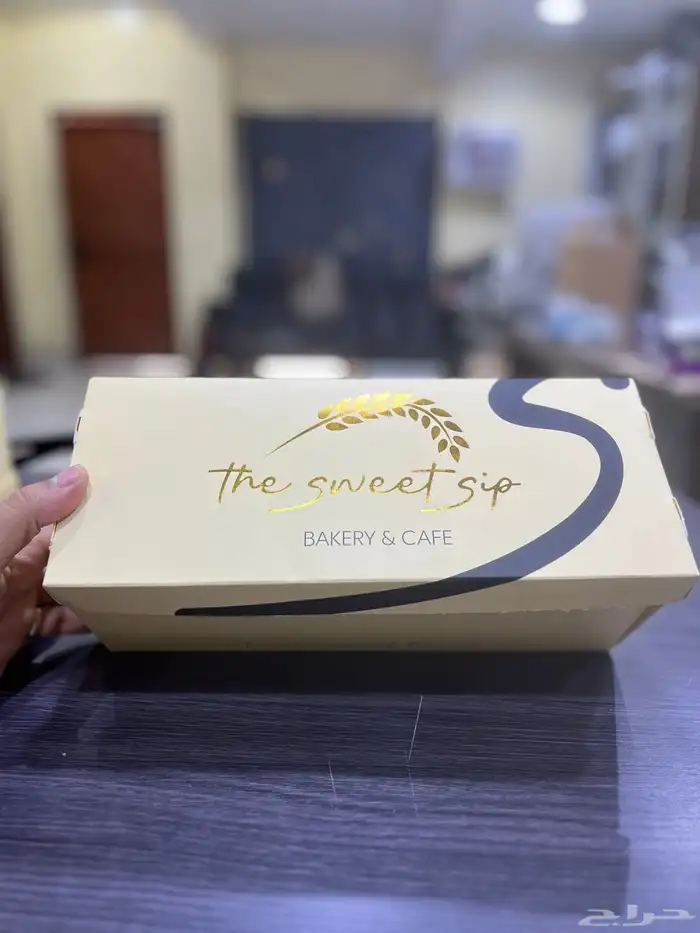 the sweet sip
BAKERY & CAFE
حراج